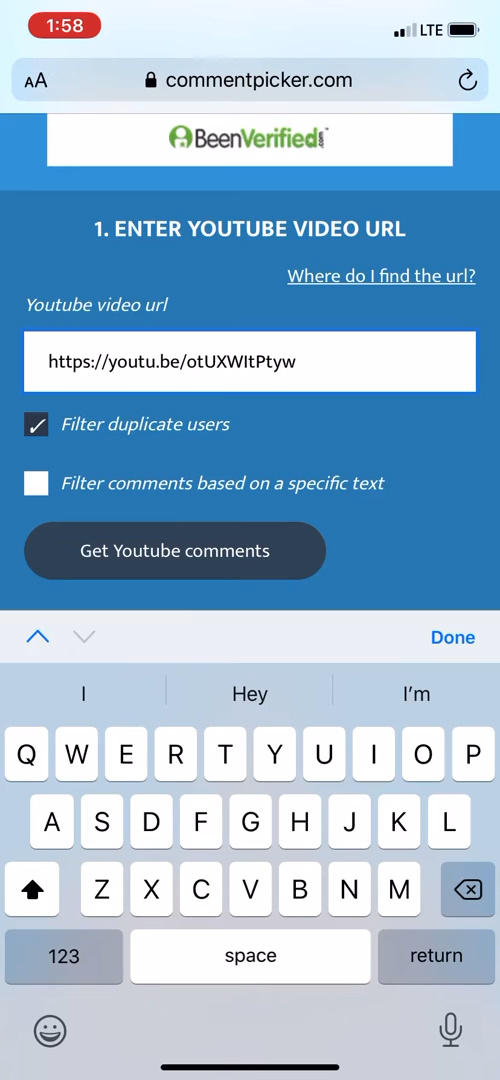 1:58
LTE
AA
commentpicker.com
BeenVerified.com
1. ENTER YOUTUBE VIDEO URL
Where do I find the url?
Youtube video url
https://youtu.be/otUXWItPtyw
Filter duplicate users
Filter comments based on a specific text
Get Youtube comments
Done
I
Hey
I'm
Q W E R T Y U I O P
A S D F G H J K L
Z X C V B N M
123
space
return